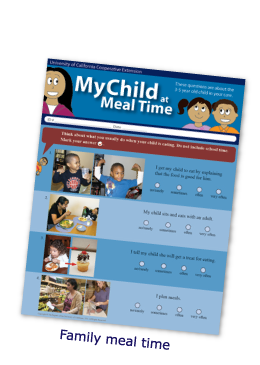 University of California Cooperative Extension
MyChild at
Meal Time
These questions are about the
3-5 year old child in your care.
Think about what you usually do when your child is eating. Do not include school time.
Mark your answer
I get my child to eat by explaining
that the food is good for him.
seldom sometimes often very often
My child sits and eats with an adult
sometimes often very often
I tell my child she will get a treat for eating.
sometimes often very often
I plan meals.
sometimes often very often
Family meal time